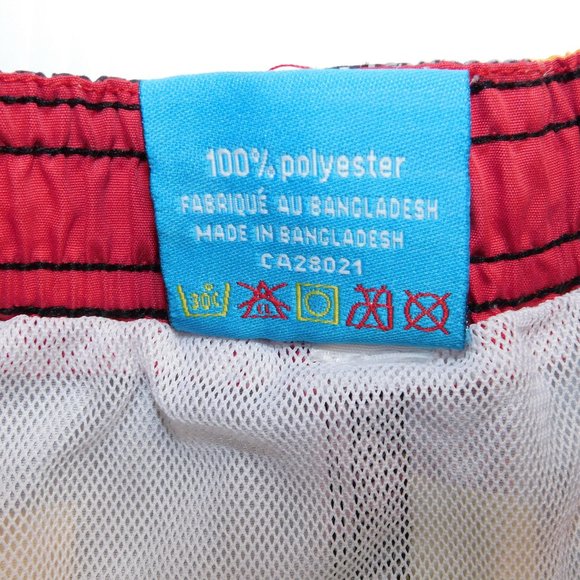 100% polyester
FABRIQUÉ AU BANGLADESH
MADE IN BANGLADESH
CA28021
30°C